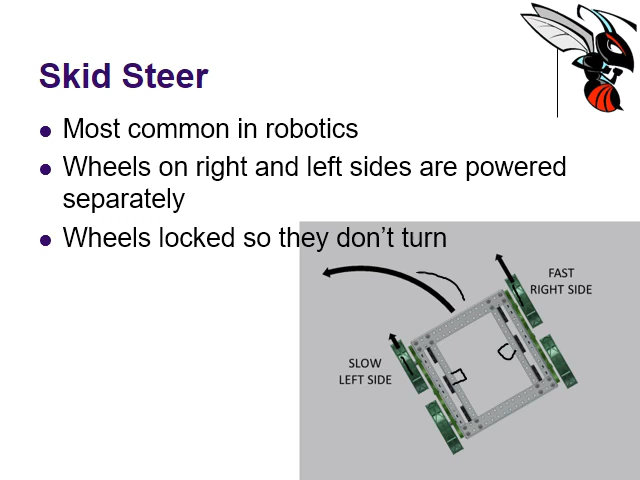 Skid Steer
Most common in robotics
Wheels on right and left sides are powered
separately
Wheels locked so they don't turn
FAST
RIGHT SIDE
SLOW
LEFT SIDE